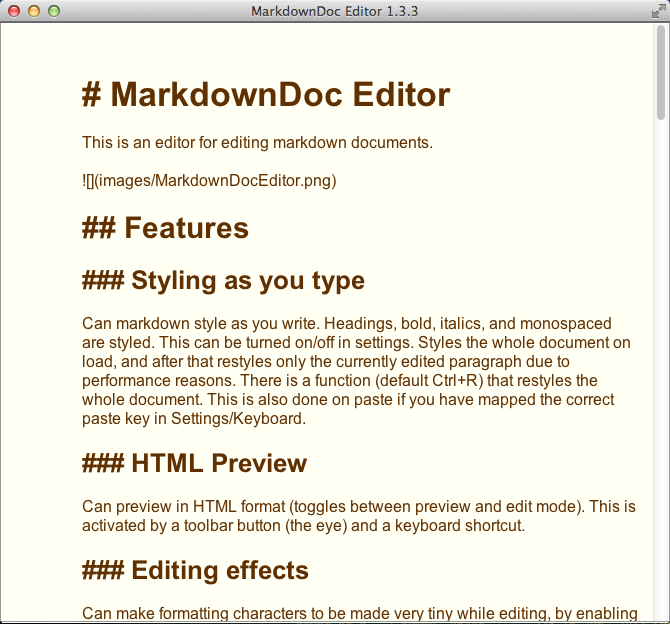 MarkdownDoc Editor 1.3.3
# MarkdownDoc Editor
This is an editor for editing markdown documents.
![](images/MarkdownDocEditor.png)
## Features
### Styling as you type
Can markdown style as you write. Headings, bold, italics, and monospaced
are styled. This can be turned on/off in settings. Styles the whole document on
load, and after that restyles only the currently edited paragraph due to
performance reasons. There is a function (default Ctrl+R) that restyles the
whole document. This is also done on paste if you have mapped the correct
paste key in Settings/Keyboard.
### HTML Preview
Can preview in HTML format (toggles between preview and edit mode). This is
activated by a toolbar button (the eye) and a keyboard shortcut.
### Editing effects
Can make formatting characters to be made very tiny while editing, by enabling